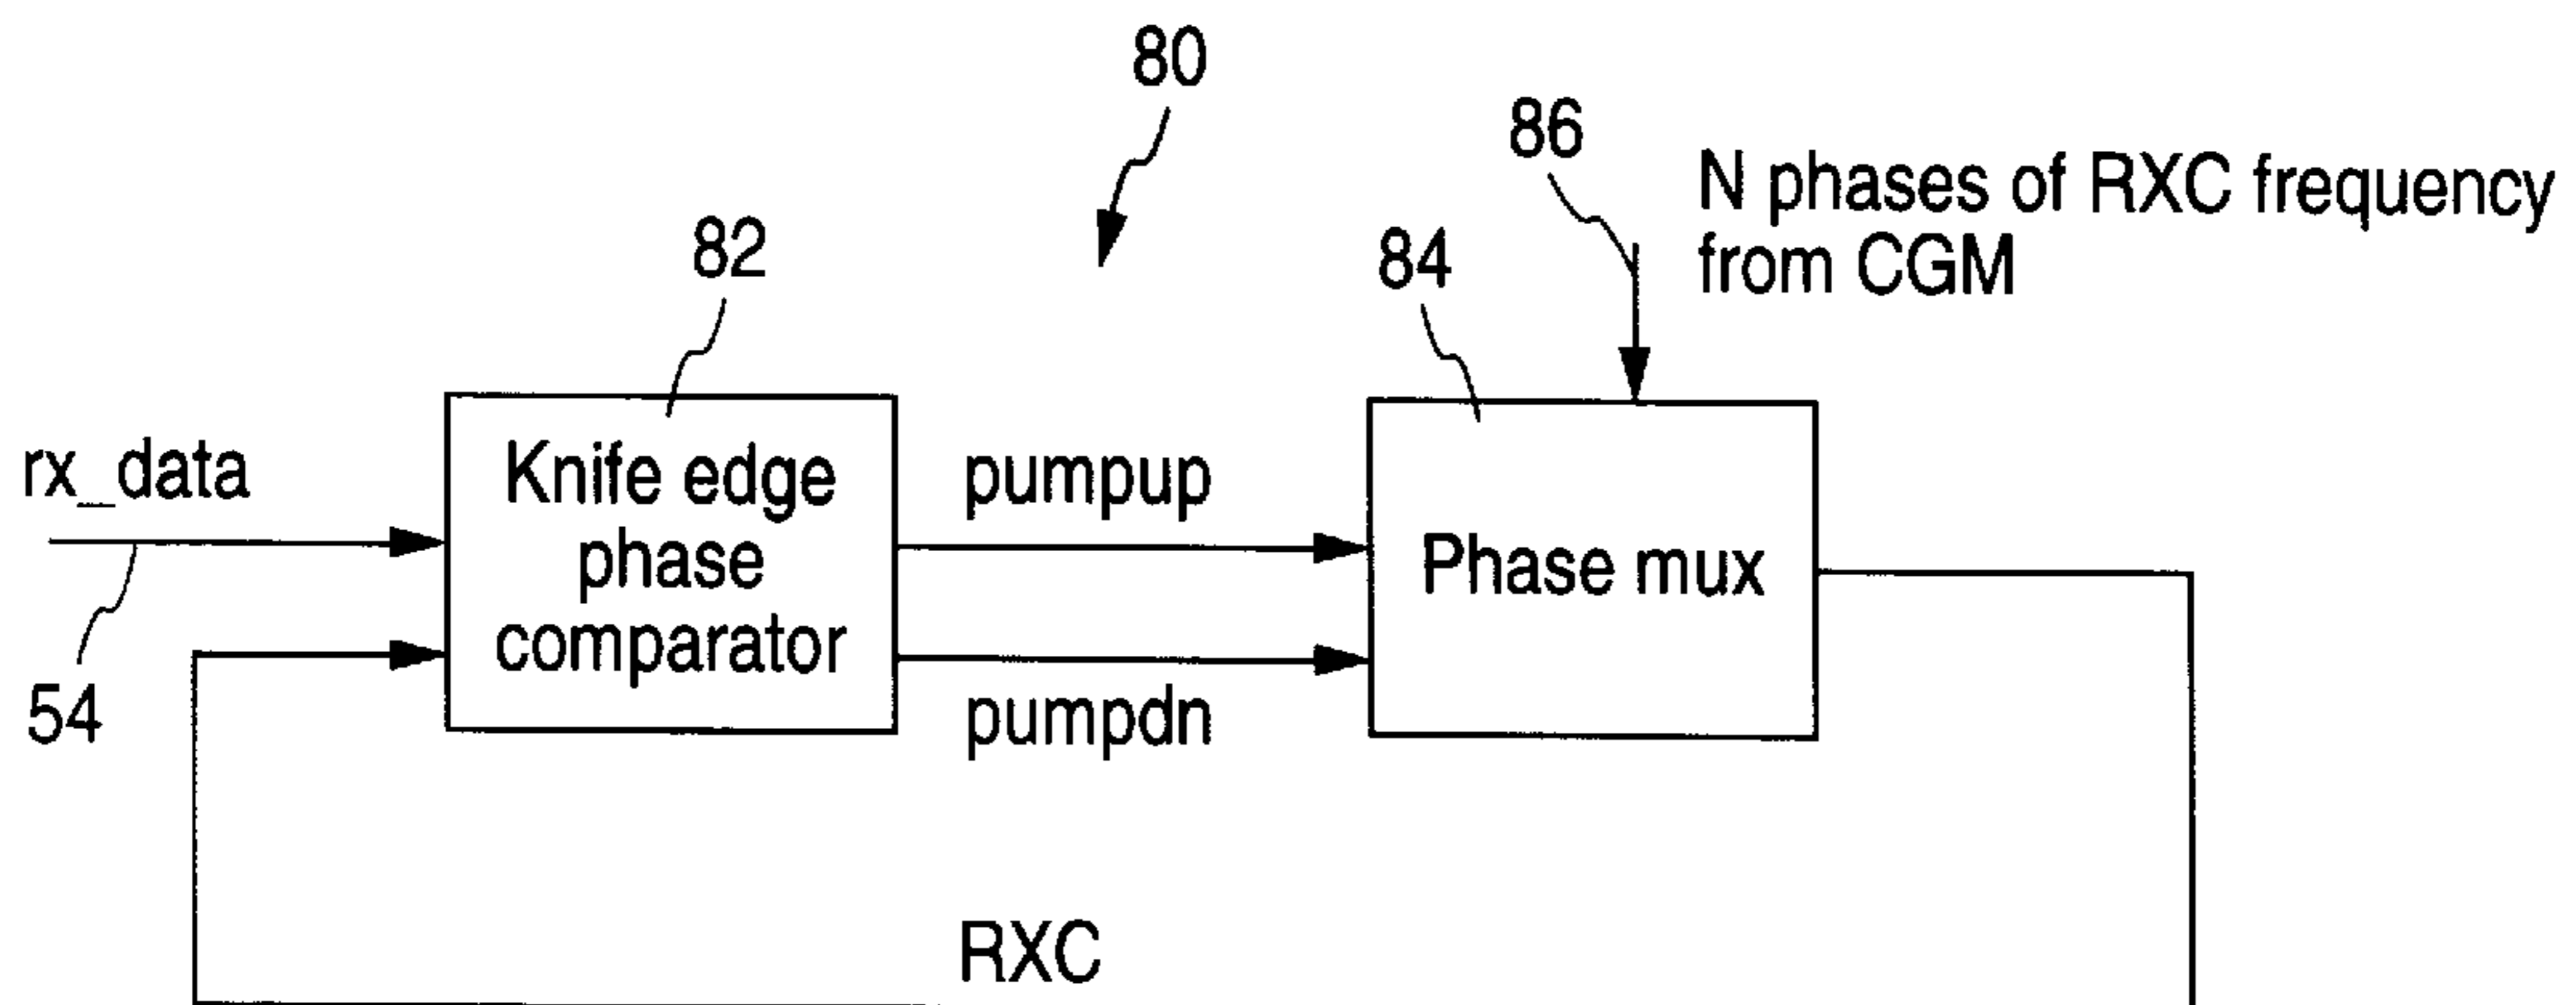 80
86
N phases of RXC frequency
from CGM
82
84
rx_data
Knife edge
phase
comparator
pumpup
Phase mux
54
pumpdn
RXC